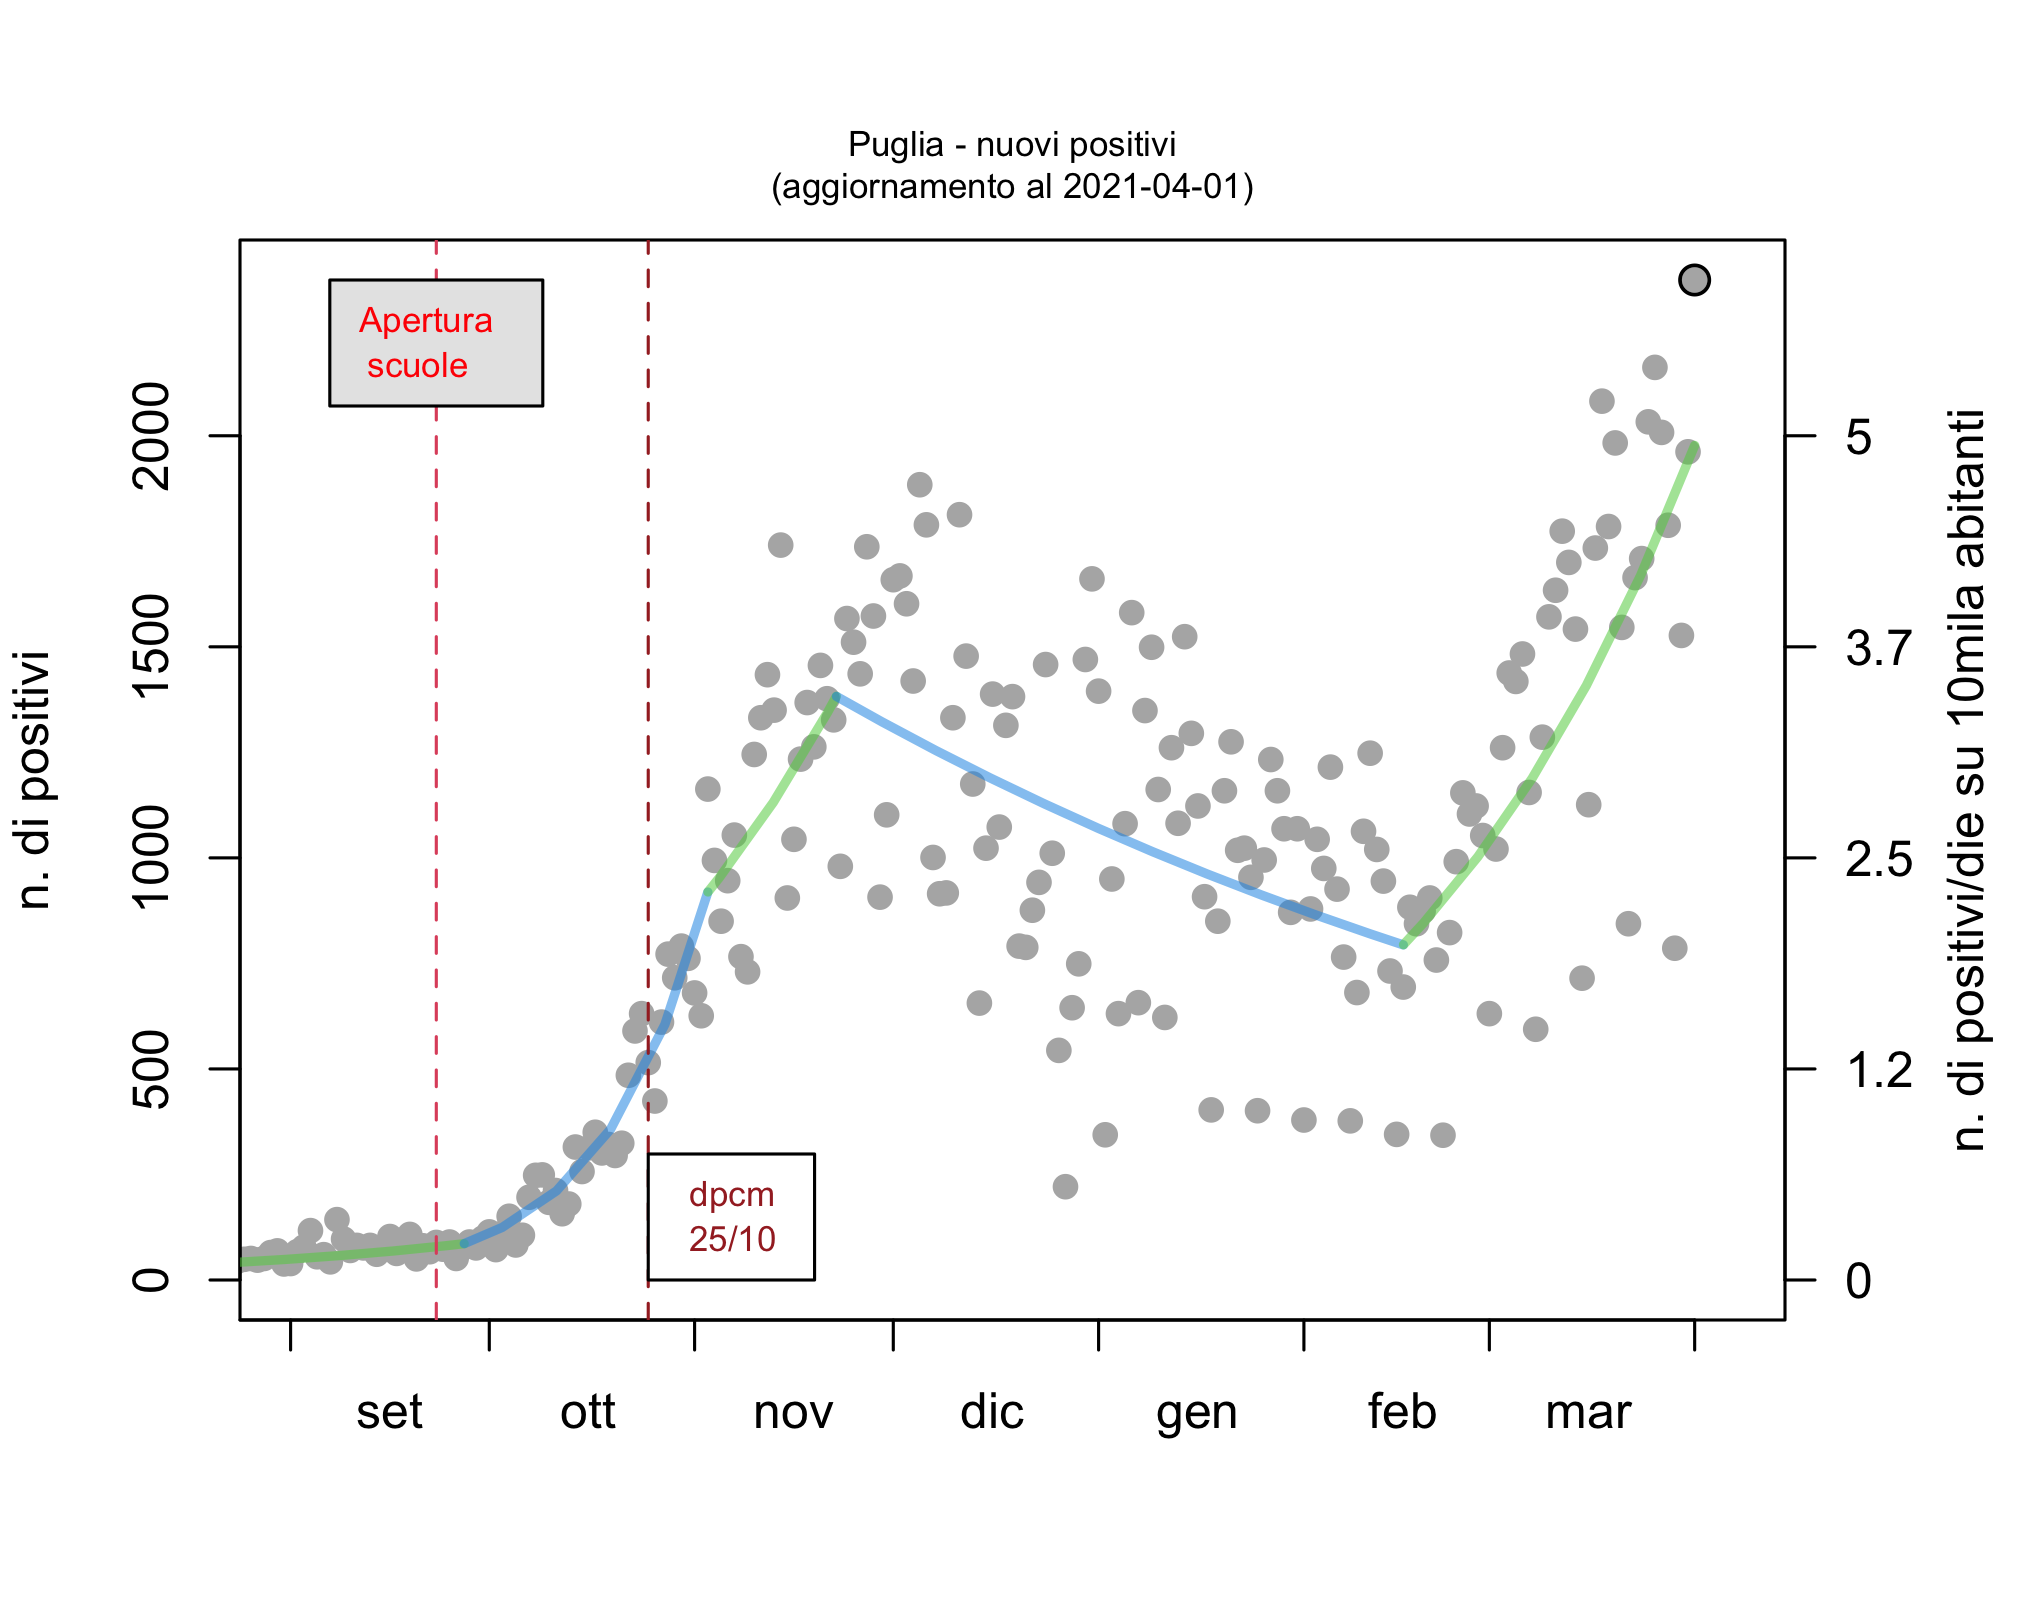 Puglia - nuovi positivi
(aggiornamento al 2021-04-01)
Apertura
scuole
dpcm
25/10
n. di positivi
0
500
1000
1500
2000
n. di positivi/die su 10mila abitanti
0
1.2
2.5
3.7
5
set
ott
nov
dic
gen
feb
mar